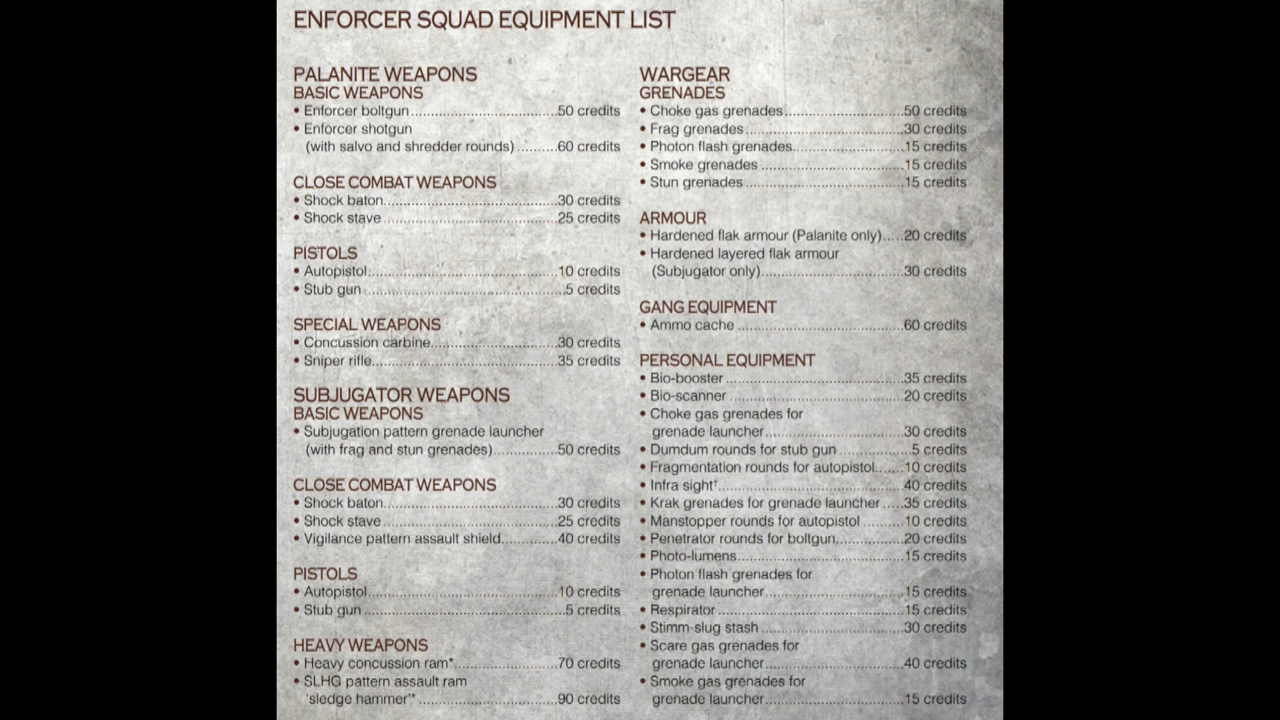 ENFORCER SQUAD EQUIPMENT LIST
PALANITE WEAPONS
BASIC WEAPONS
• Enforcer boltgun..............................50 credits
• Enforcer shotgun
(with salvo and shredder rounds).........60 credits
CLOSE COMBAT WEAPONS
• Shock baton...................................30 credits
• Shock stave...................................25 credits
PISTOLS
• Autopistol......................................10 credits
• Stub gun.........................................5 credits
SPECIAL WEAPONS
• Concussion carbine..........................30 credits
• Sniper rifle.....................................35 credits
SUBJUGATOR WEAPONS
BASIC WEAPONS
• Subjugation pattern grenade launcher
(with frag and stun grenades).............50 credits
CLOSE COMBAT WEAPONS
• Shock baton...................................30 credits
• Shock stave...................................25 credits
• Vigilance pattern assault shield............40 credits
PISTOLS
• Autopistol......................................10 credits
• Stub gun.........................................5 credits
HEAVY WEAPONS
• Heavy concussion ram*.....................70 credits
• SLHG pattern assault ram
‘sledge hammer’*............................90 credits
WARGEAR
GRENADES
• Choke gas grenades.........................50 credits
• Frag grenades.................................30 credits
• Photon flash grenades.......................15 credits
• Smoke grenades..............................15 credits
• Stun grenades.................................15 credits
ARMOUR
• Hardened flak armour (Palanite only).....20 credits
• Hardened layered flak armour
(Subjugator only).............................30 credits
GANG EQUIPMENT
• Ammo cache..................................60 credits
PERSONAL EQUIPMENT
• Bio-booster....................................35 credits
• Bio-scanner....................................20 credits
• Choke gas grenades for
grenade launcher.............................30 credits
• Dumdum rounds for stub gun..............5 credits
• Fragmentation rounds for autopistol.......10 credits
• Infra sight†.....................................40 credits
• Krak grenades for grenade launcher......35 credits
• Manstopper rounds for autopistol.........10 credits
• Penetrator rounds for boltgun..............20 credits
• Photo-lumens..................................15 credits
• Photon flash grenades for
grenade launcher.............................15 credits
• Respirator......................................15 credits
• Stimm-slug stash.............................30 credits
• Scare gas grenades for
grenade launcher.............................40 credits
• Smoke gas grenades for
grenade launcher.............................15 credits